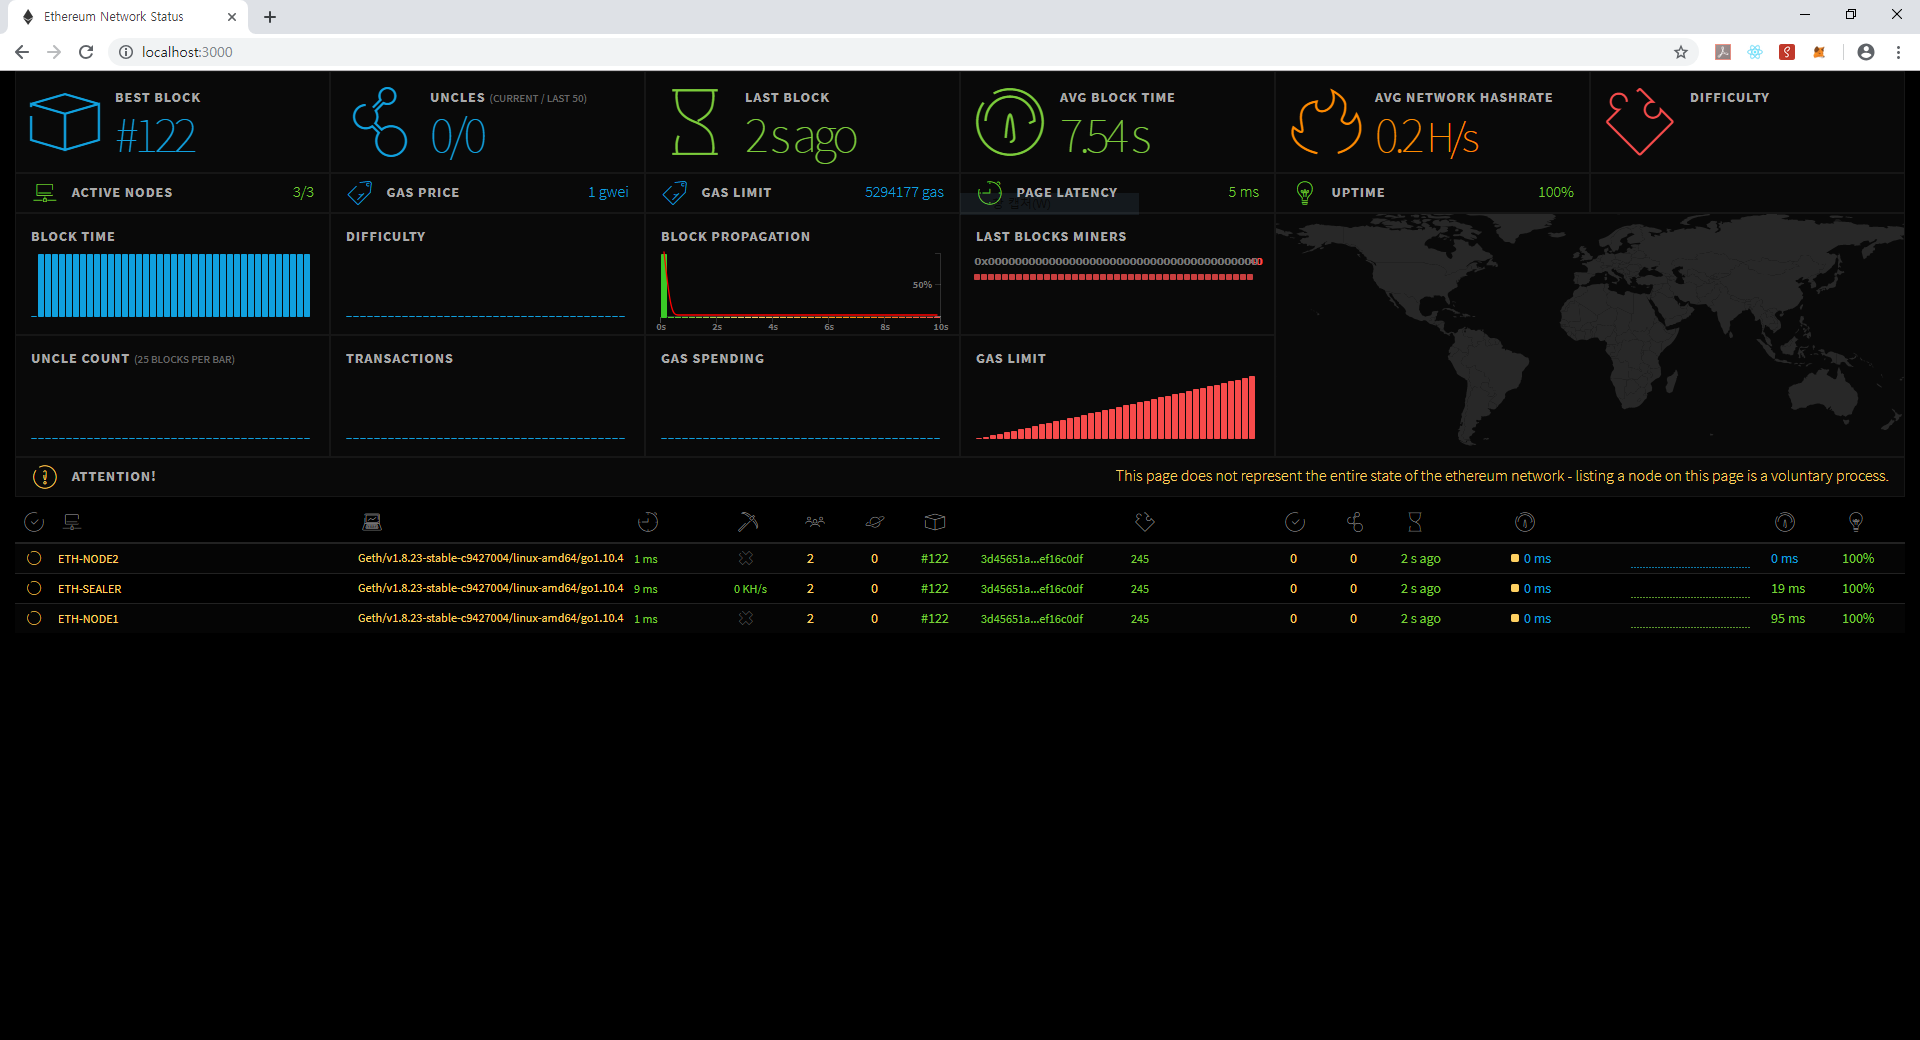 Ethereum Network Status
localhost:3000
BEST BLOCK
#122
UNCLES (CURRENT / LAST 50)
0/0
LAST BLOCK
2 s ago
AVG BLOCK TIME
7.54 s
AVG NETWORK HASHRATE
0.2 H/s
DIFFICULTY
ACTIVE NODES 3/3
GAS PRICE 1 gwei
GAS LIMIT 5294177 gas
PAGE LATENCY 5 ms
UPTIME 100%
BLOCK TIME
DIFFICULTY
BLOCK PROPAGATION
50%
0s 2s 4s 6s 8s 10s
LAST BLOCKS MINERS
UNCLE COUNT (25 BLOCKS PER BAR)
TRANSACTIONS
GAS SPENDING
GAS LIMIT
ATTENTION! This page does not represent the entire state of the ethereum network - listing a node on this page is a voluntary process.
ETH-NODE2 Geth/v1.8.23-stable-c9427004/linux-amd64/go1.10.4 1 ms 2 0 #122 3d45651a...ef16c0df 245 0 0 2 s ago 0 ms 0 ms 100%
ETH-SEALER Geth/v1.8.23-stable-c9427004/linux-amd64/go1.10.4 9 ms 0 KH/s 2 0 #122 3d45651a...ef16c0df 245 0 0 2 s ago 0 ms 19 ms 100%
ETH-NODE1 Geth/v1.8.23-stable-c9427004/linux-amd64/go1.10.4 1 ms 2 0 #122 3d45651a...ef16c0df 245 0 0 2 s ago 0 ms 95 ms 100%